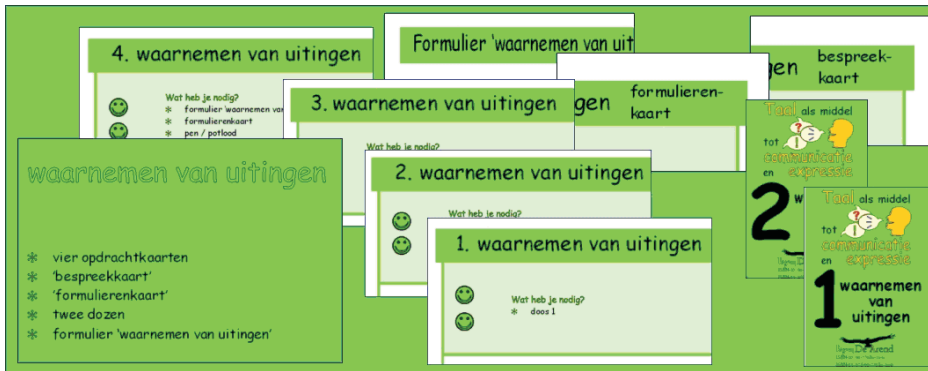 4. waarnemen van uitingen
Wat heb je nodig?
* formulier 'waarnemen van
* formulierenkaart
* pen / potlood
Formulier 'waarnemen van uit
bespreek-
kaart
ngen
3. waarnemen van uitingen
Wat heb je nodig?
formulieren-
kaart
ngen
2. waarnemen van uitingen
Wat heb je nodig?
1. waarnemen van uitingen
Wat heb je nodig?
* doos 1
waarnemen van uitingen
* vier opdrachtkaarten
* 'bespreekkaart'
* 'formulierenkaart'
* twee dozen
* formulier 'waarnemen van uitingen'
Taal als middel
?
tot
communicatie
en expressie
2
Taal als middel
?
tot
communicatie
en expressie
1 waarnemen
van
uitingen